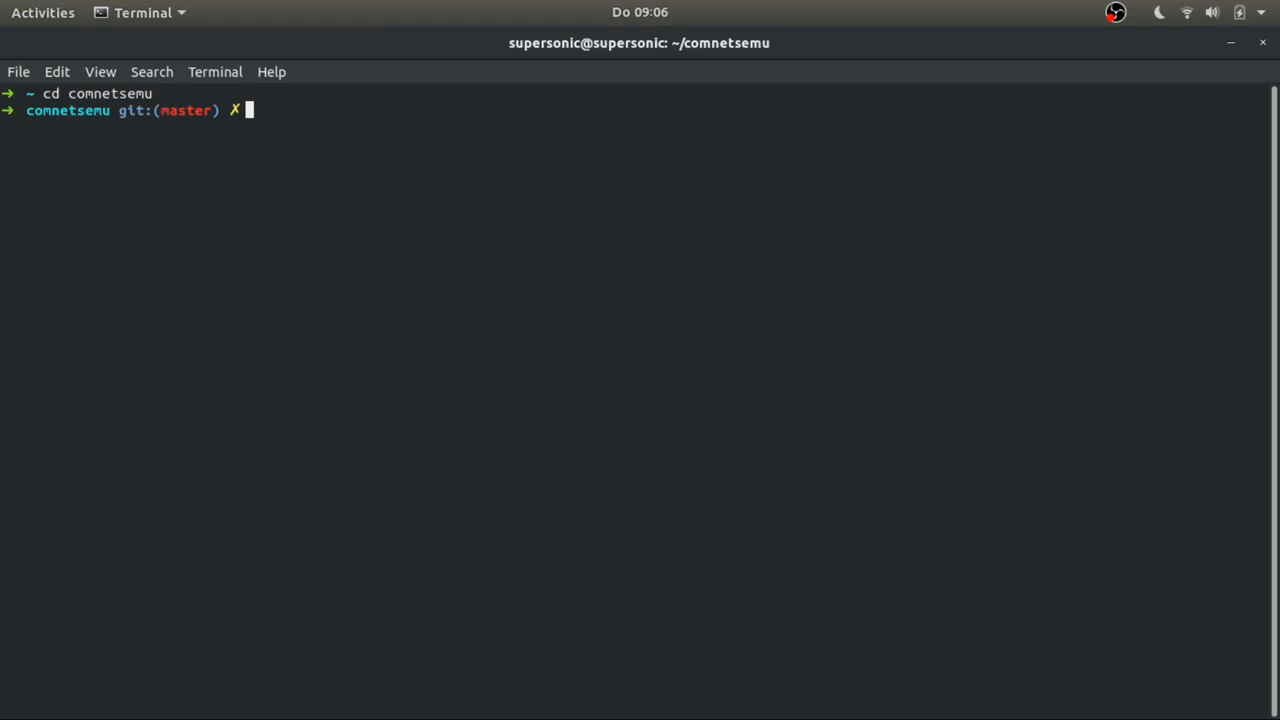 Activities Terminal Do 09:06
supersonic@supersonic: ~/comnetsemu
File Edit View Search Terminal Help
➜ ~ cd comnetsemu
➜ comnetsemu git:(master) ✗